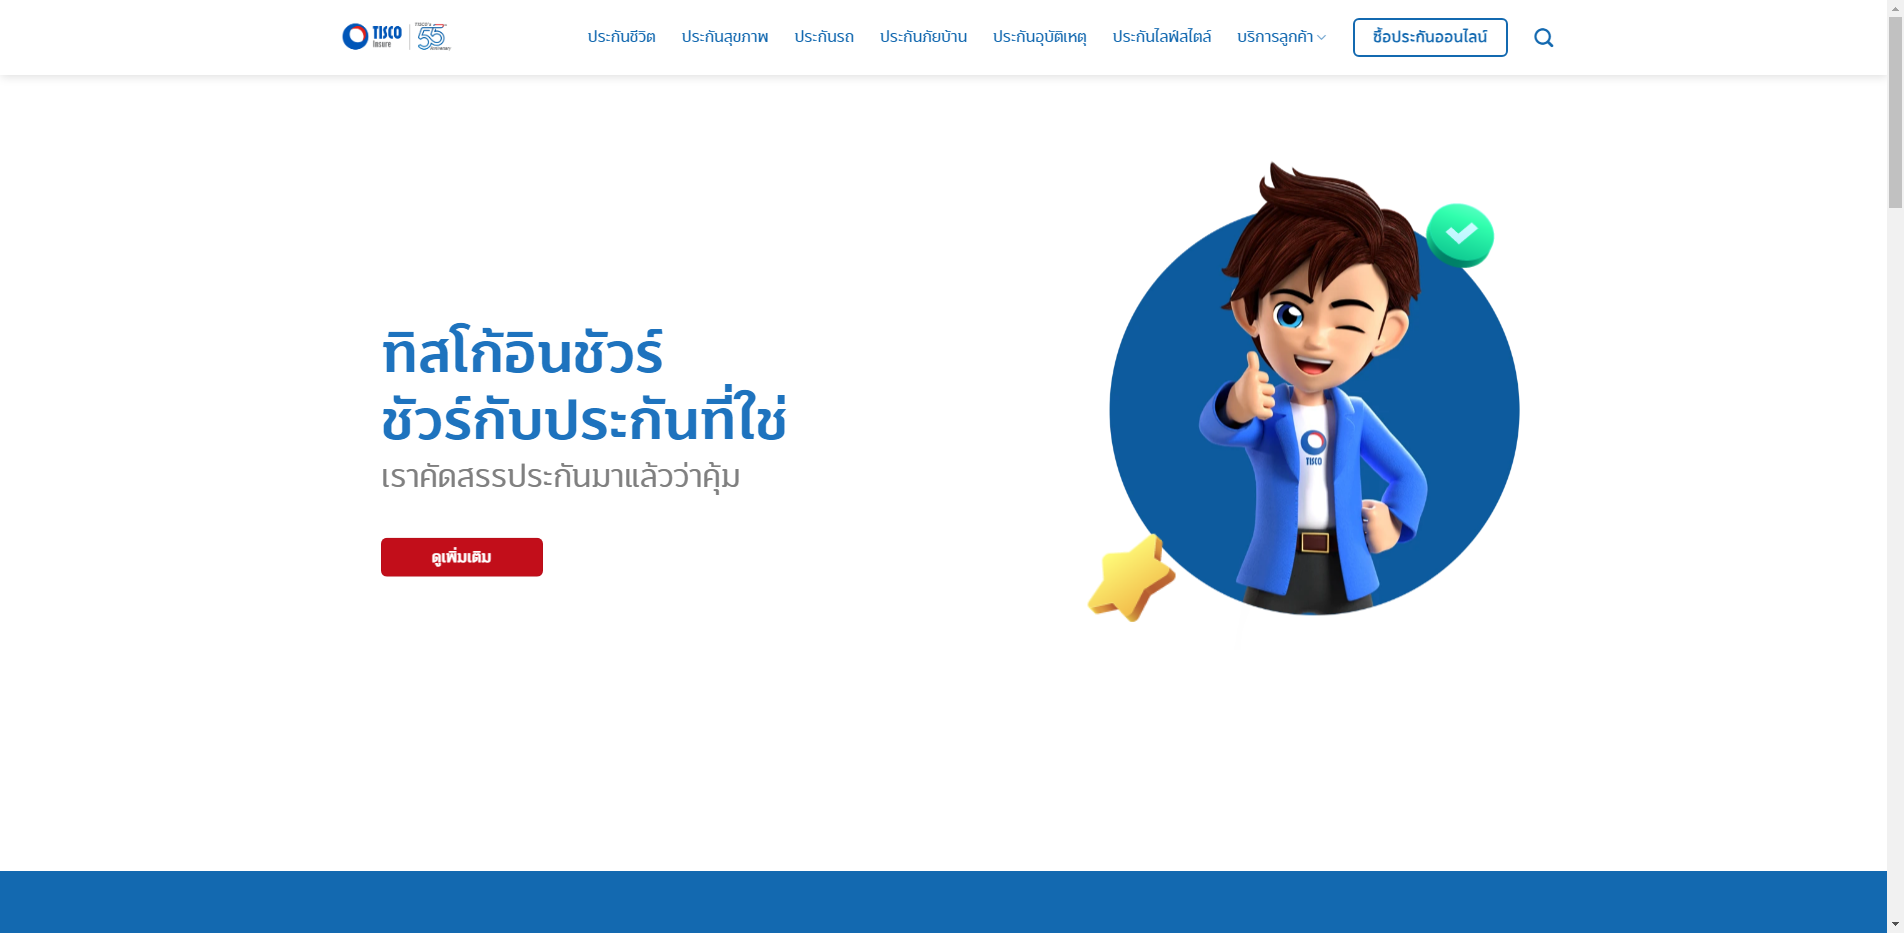 TISCO
Insure
55
ประกันชีวิต
ประกันสุขภาพ
ประกันรถ
ประกันภัยบ้าน
ประกันอุบัติเหตุ
ประกันไลฟ์สไตล์
บริการลูกค้า
ซื้อประกันออนไลน์
ทิสโก้อินชัวร์
ชัวร์กับประกันที่ใช่
เราคัดสรรประกันมาแล้วว่าคุ้ม
ดูเพิ่มเติม
TISCO